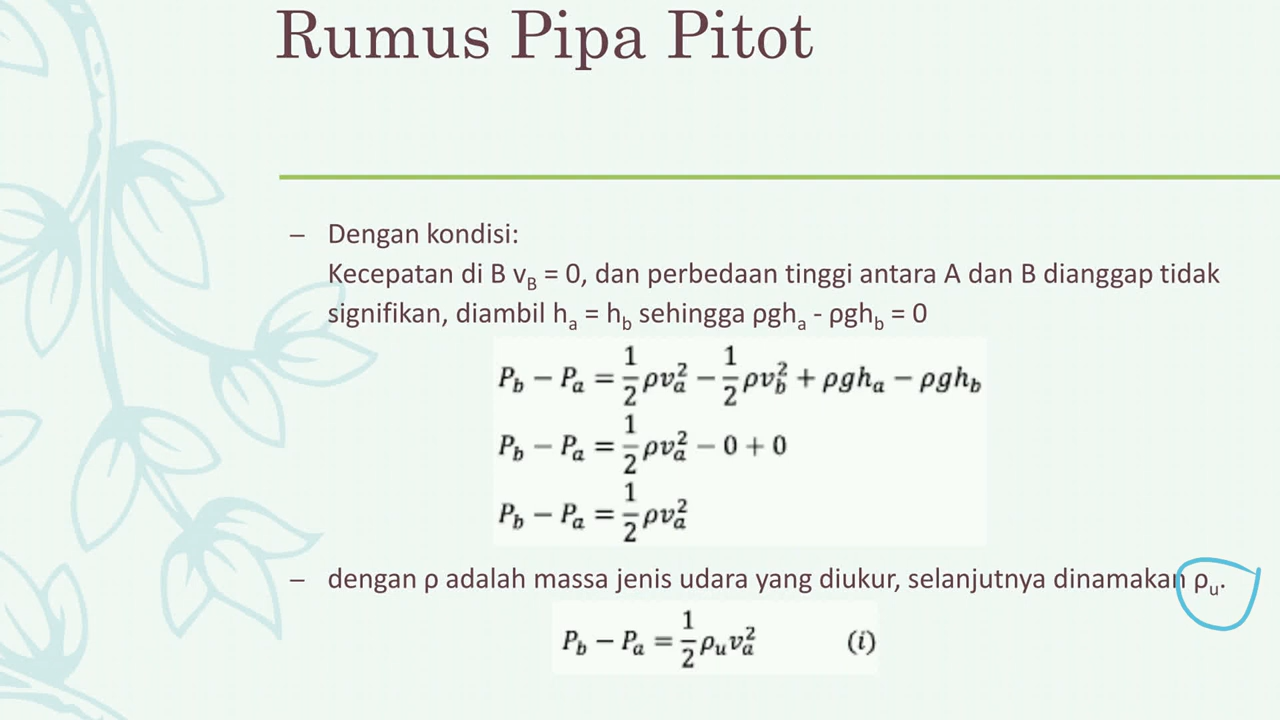 Rumus Pipa Pitot
– Dengan kondisi:
Kecepatan di B v_B = 0, dan perbedaan tinggi antara A dan B dianggap tidak
signifikan, diambil h_a = h_b sehingga ρgh_a - ρgh_b = 0
P_b − P_a = 1/2 ρv_a^2 − 1/2 ρv_b^2 + ρgh_a − ρgh_b
P_b − P_a = 1/2 ρv_a^2 − 0 + 0
P_b − P_a = 1/2 ρv_a^2
– dengan ρ adalah massa jenis udara yang diukur, selanjutnya dinamakan ρ_u.
P_b − P_a = 1/2 ρ_u v_a^2 (i)